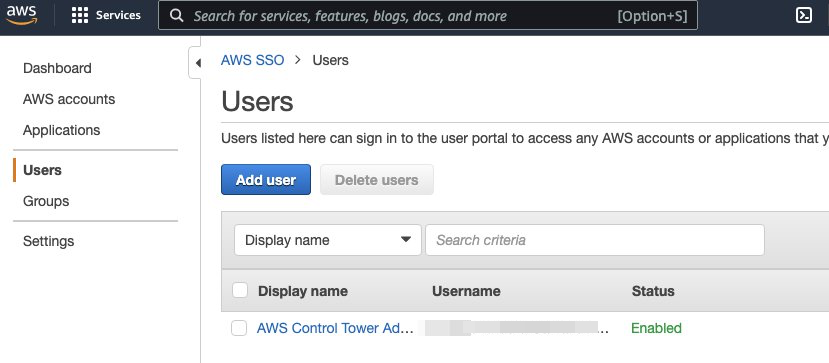 aws Services Search for services, features, blogs, docs, and more [Option+S]
Dashboard
AWS accounts
Applications
Users
Groups
Settings
AWS SSO > Users
Users
Users listed here can sign in to the user portal to access any AWS accounts or applications that y
Add user Delete users
Display name Search criteria
Display name Username Status
AWS Control Tower Ad... ... Enabled